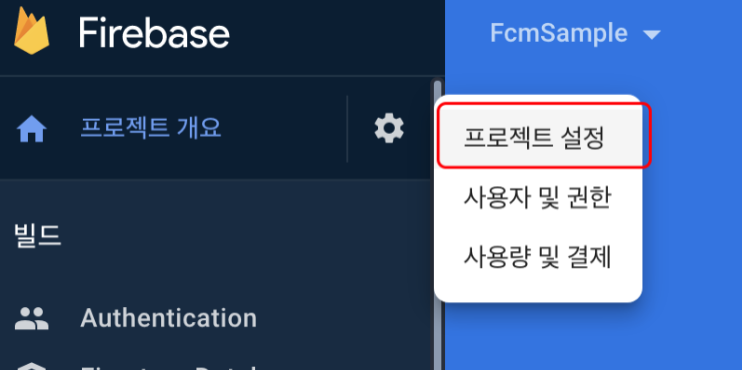 Firebase
FcmSample
프로젝트 개요
프로젝트 설정
사용자 및 권한
사용량 및 결제
빌드
Authentication